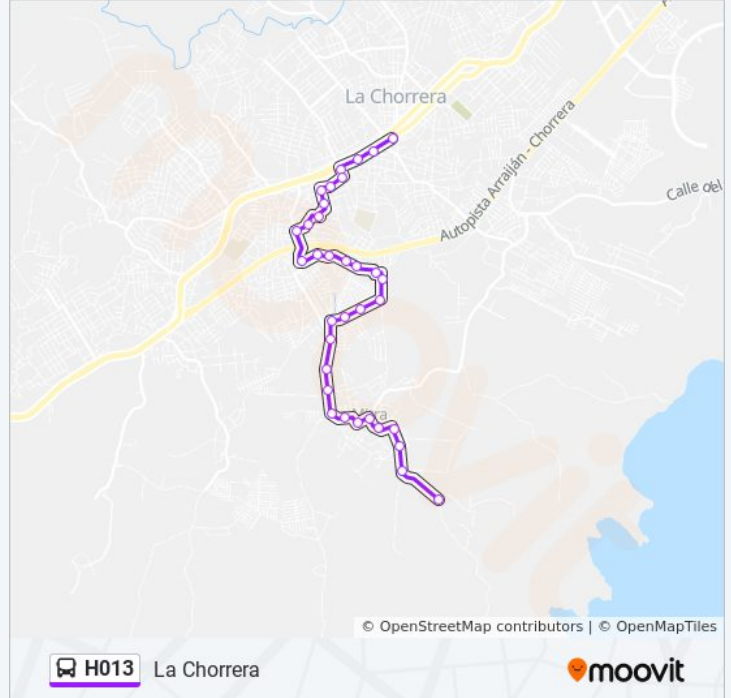 La Chorrera
Autopista Arraiján - Chorrera
Calle del
© OpenStreetMap contributors | © OpenMapTiles
H013 La Chorrera
moovit